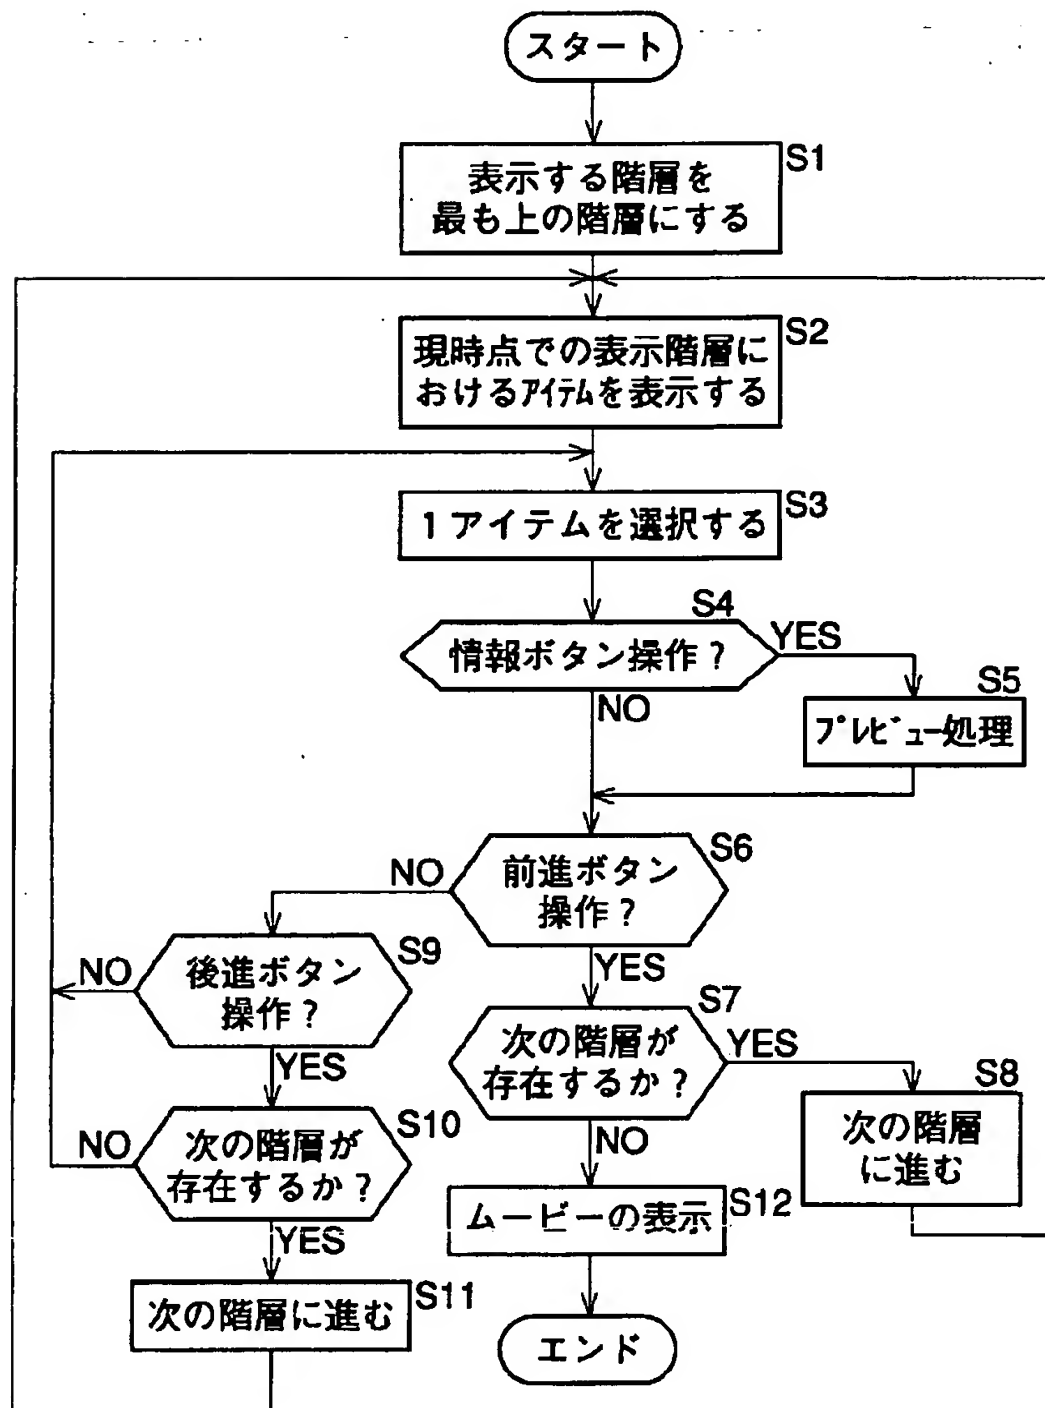 スタート
S1
表示する階層を
最も上の階層にする
S2
現時点での表示階層に
おけるアイテムを表示する
S3
1アイテムを選択する
S4
情報ボタン操作?
YES
NO
S5
プレビュー処理
S6
前進ボタン
操作?
NO
YES
S9
後進ボタン
操作?
NO
YES
S7
次の階層が
存在するか?
YES
NO
S8
次の階層
に進む
S10
次の階層が
存在するか?
NO
YES
S12
ムービーの表示
S11
次の階層に進む
エンド